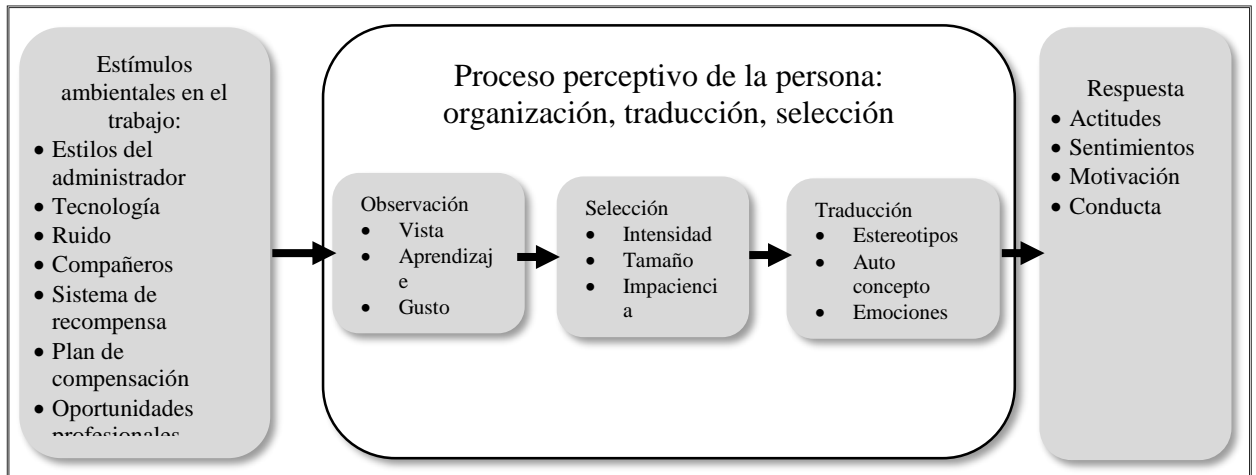 Estímulos
ambientales en el
trabajo:
• Estilos del
administrador
• Tecnología
• Ruido
• Compañeros
• Sistema de
recompensa
• Plan de
compensación
• Oportunidades
profesionales
Proceso perceptivo de la persona:
organización, traducción, selección
Observación
• Vista
• Aprendizaj
e
• Gusto
Selección
• Intensidad
• Tamaño
• Impacienci
a
Traducción
• Estereotipos
• Auto
concepto
• Emociones
Respuesta
• Actitudes
• Sentimientos
• Motivación
• Conducta